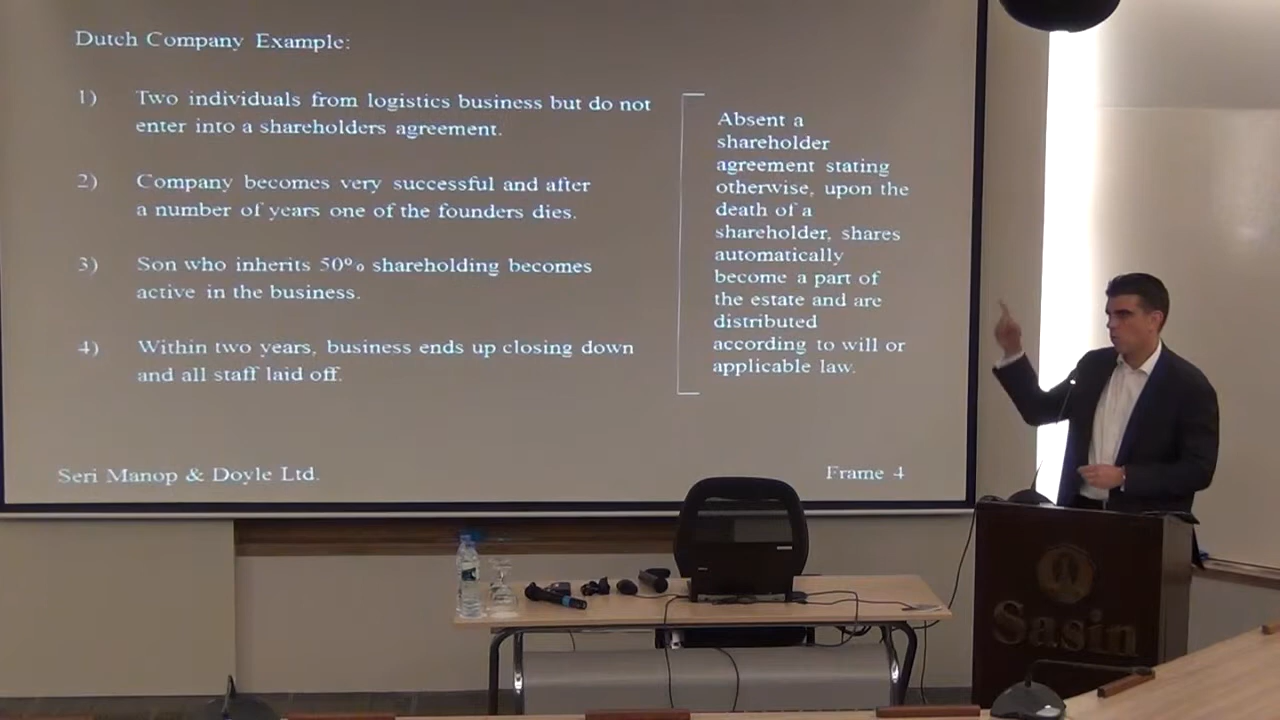 Dutch Company Example:
1) Two individuals from logistics business but do not
enter into a shareholders agreement.
2) Company becomes very successful and after
a number of years one of the founders dies.
3) Son who inherits 50% shareholding becomes
active in the business.
4) Within two years, business ends up closing down
and all staff laid off.
Absent a
shareholder
agreement stating
otherwise, upon the
death of a
shareholder, shares
automatically
become a part of
the estate and are
distributed
according to will or
applicable law.
Seri Manop & Doyle Ltd.
Frame 4
Sasin